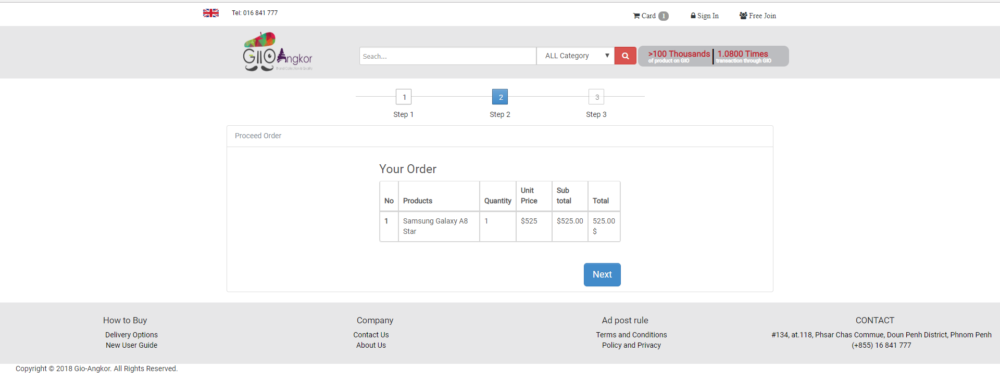 Tel: 016 841 777
Card 1
Sign In
Free Join
GIIO Angkor
Brand Collection & Quality
Seach...
ALL Category
>100 Thousands
of product on GIO
1.0800 Times
transaction through GIO
1
2
3
Step 1
Step 2
Step 3
Proceed Order
Your Order
No Products Quantity Unit Price Sub total Total
1 Samsung Galaxy A8 Star 1 $525 $525.00 525.00 $
Next
How to Buy
Delivery Options
New User Guide
Company
Contact Us
About Us
Ad post rule
Terms and Conditions
Policy and Privacy
CONTACT
#134, at.118, Phsar Chas Commue, Doun Penh District, Phnom Penh
(+855) 16 841 777
Copyright © 2018 Gio-Angkor. All Rights Reserved.